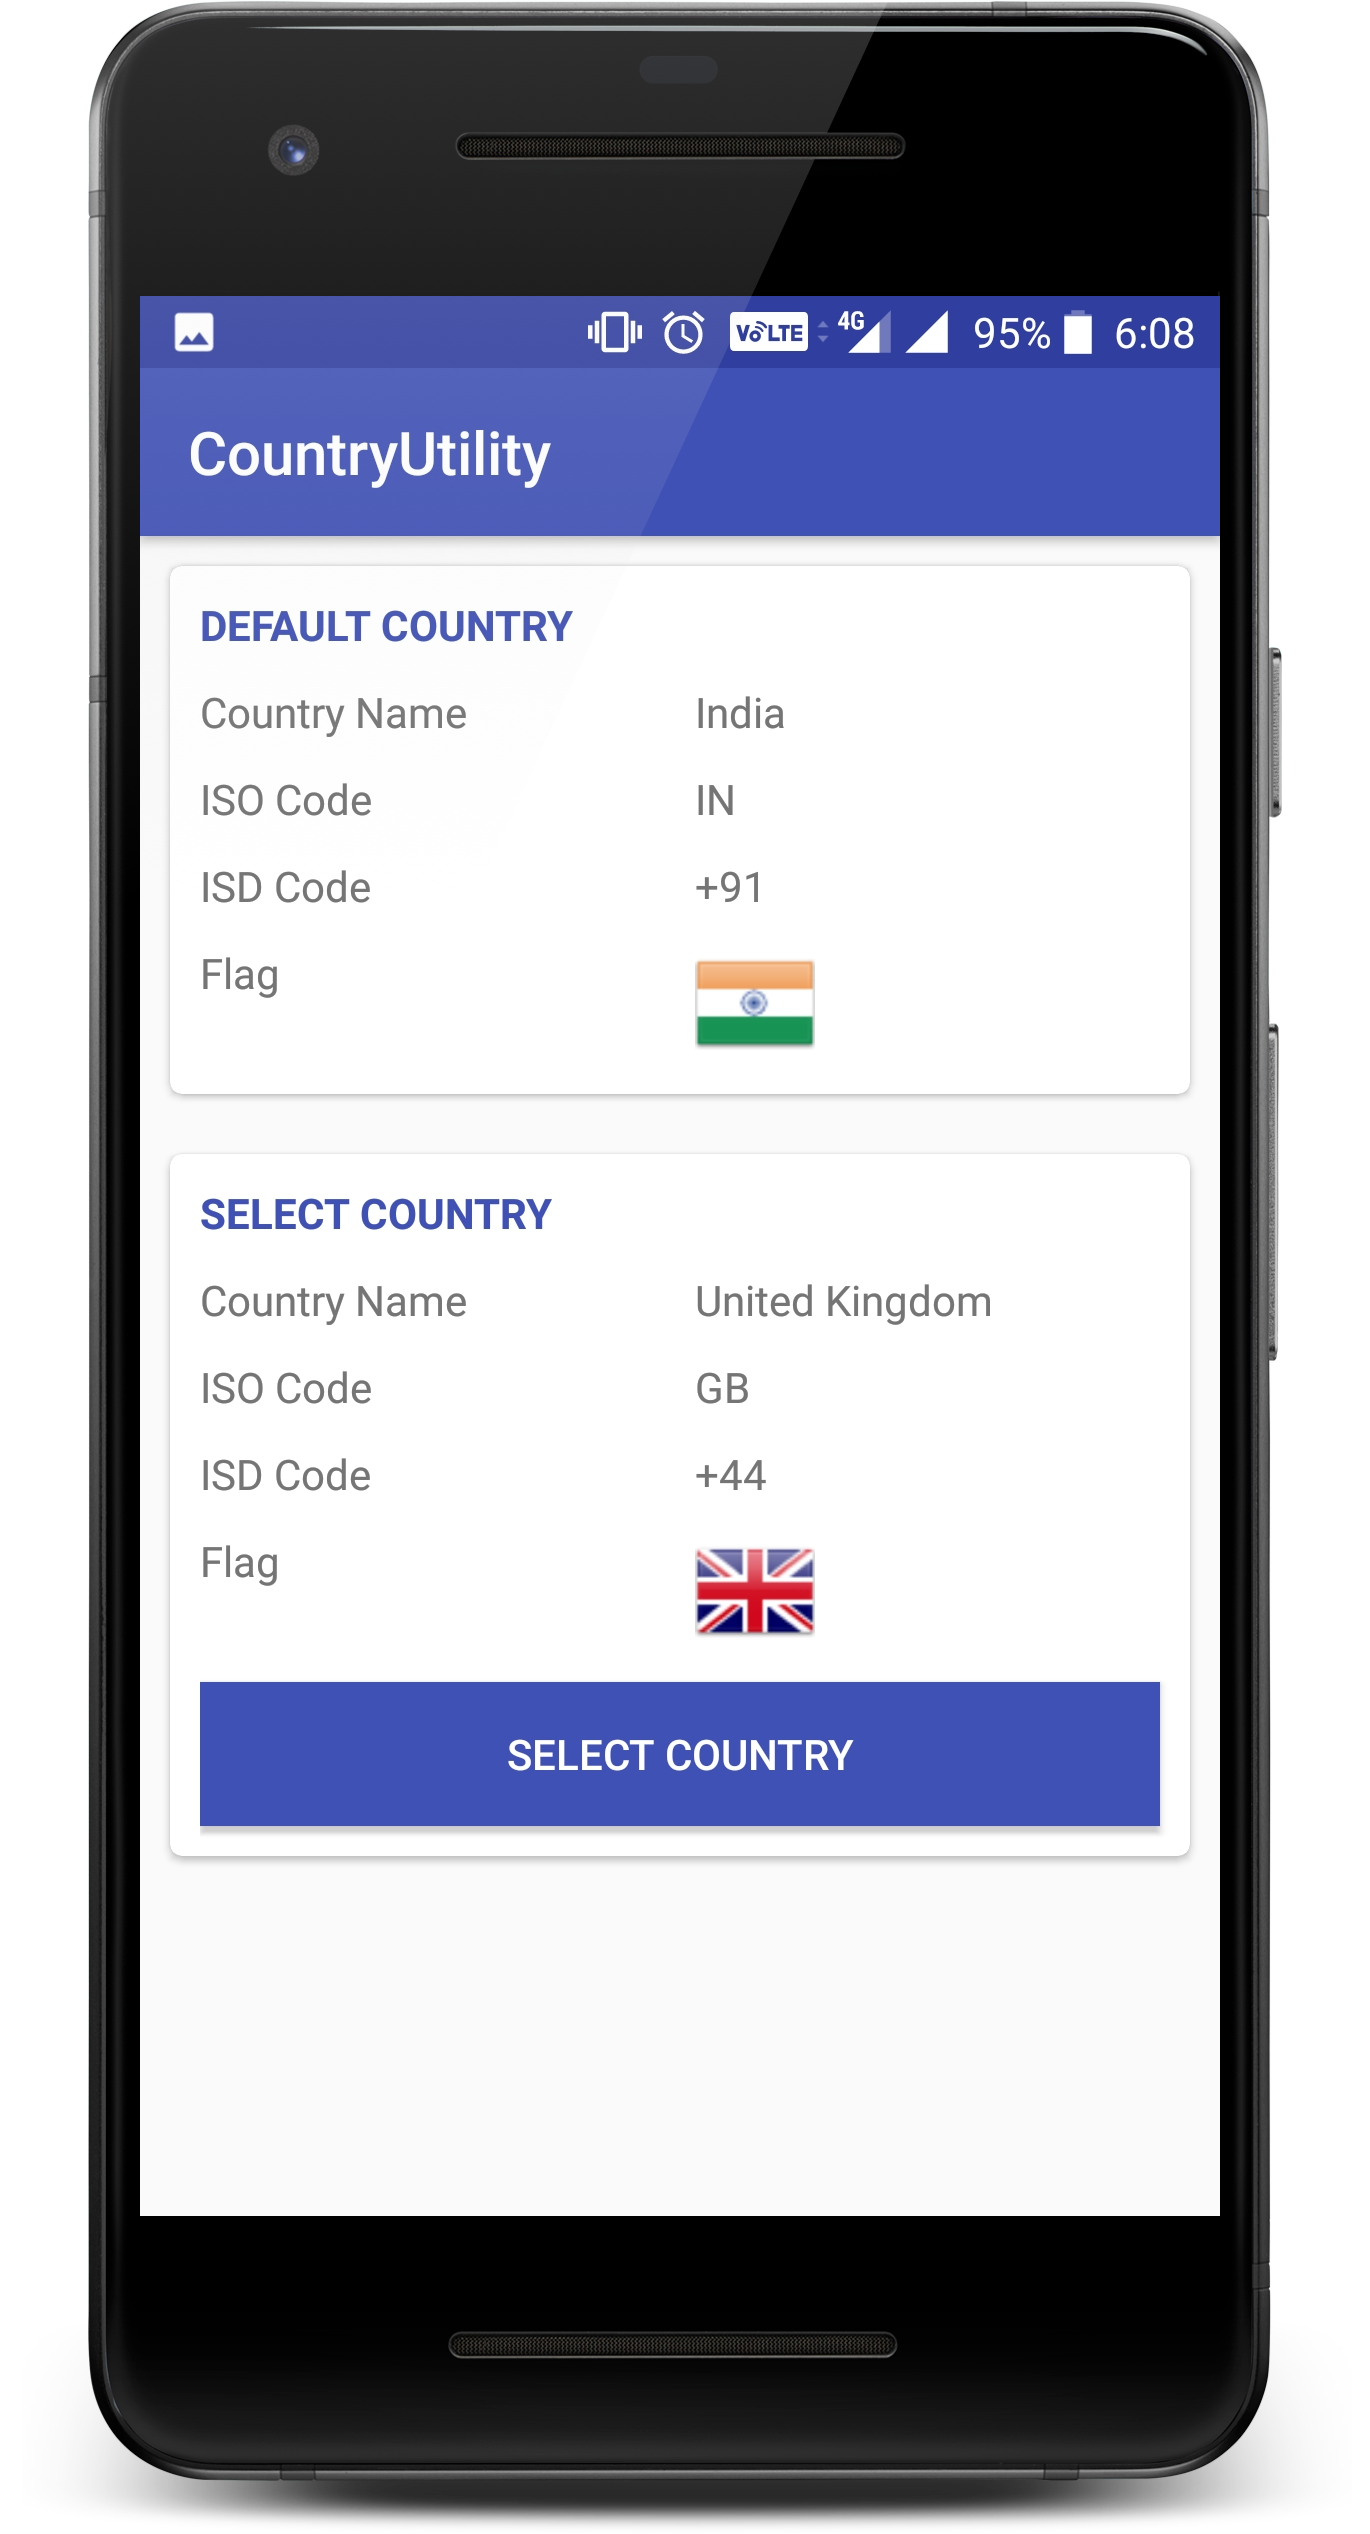 VoLTE 4G 95% 6:08
CountryUtility
DEFAULT COUNTRY
Country Name India
ISO Code IN
ISD Code +91
Flag
SELECT COUNTRY
Country Name United Kingdom
ISO Code GB
ISD Code +44
Flag
SELECT COUNTRY